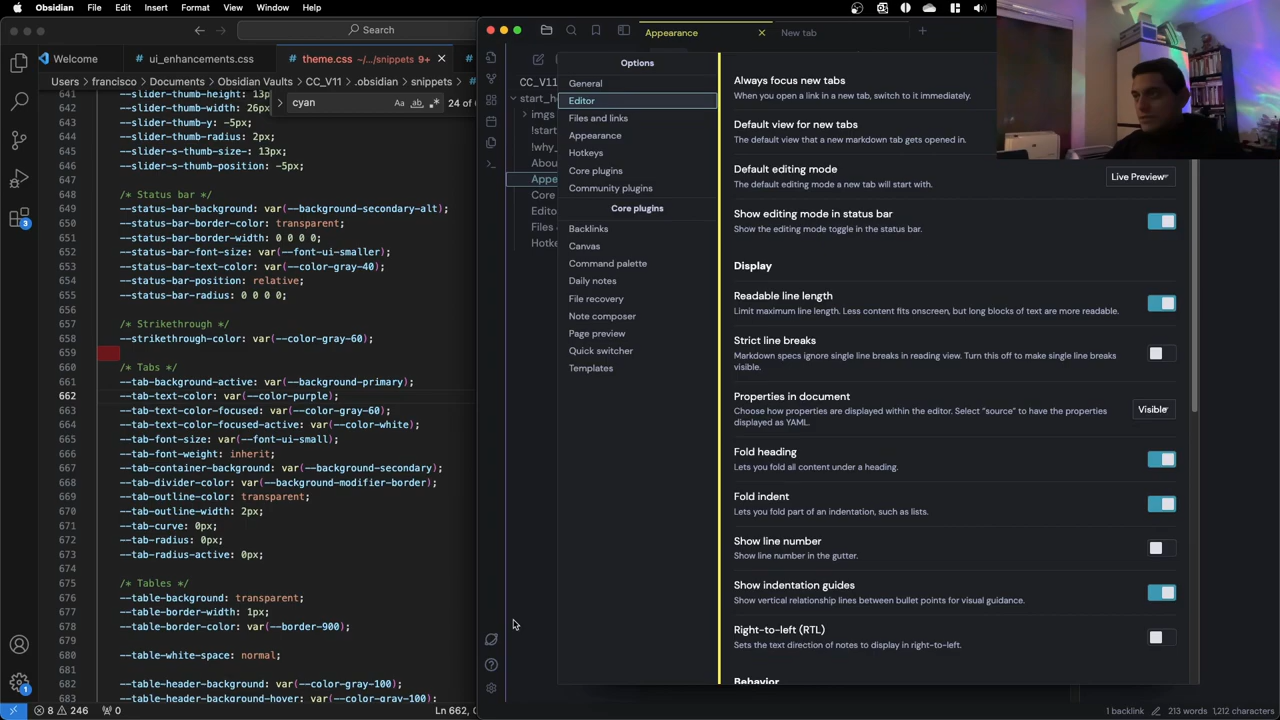 Obsidian File Edit Insert Format View Window Help
Search
Appearance
New tab
Welcome
ui_enhancements.css
theme.css ~/.../snippets 9+
Users > francisco > Documents > Obsidian Vaults > CC_V11 > .obsidian > snippets >
cyan
Aa
ab
24 of
641 --slider-thumb-height: 13p
642 --slider-thumb-width: 26px
643 --slider-thumb-y: -5px;
644 --slider-thumb-radius: 2px;
645 --slider-s-thumb-size-: 13px;
646 --slider-s-thumb-position: -5px;
647
648 /* Status bar */
649 --status-bar-background: var(--background-secondary-alt);
650 --status-bar-border-color: transparent;
651 --status-bar-border-width: 0 0 0 0;
652 --status-bar-font-size: var(--font-ui-smaller);
653 --status-bar-text-color: var(--color-gray-40);
654 --status-bar-position: relative;
655 --status-bar-radius: 0 0 0 0;
656
657 /* Strikethrough */
658 --strikethrough-color: var(--color-gray-60);
659
660 /* Tabs */
661 --tab-background-active: var(--background-primary);
662 --tab-text-color: var(--color-purple);
663 --tab-text-color-focused: var(--color-gray-60);
664 --tab-text-color-focused-active: var(--color-white);
665 --tab-font-size: var(--font-ui-small);
666 --tab-font-weight: inherit;
667 --tab-container-background: var(--background-secondary);
668 --tab-divider-color: var(--background-modifier-border);
669 --tab-outline-color: transparent;
670 --tab-outline-width: 2px;
671 --tab-curve: 0px;
672 --tab-radius: 0px;
673 --tab-radius-active: 0px;
674
675 /* Tables */
676 --table-background: transparent;
677 --table-border-width: 1px;
678 --table-border-color: var(--border-900);
679
680 --table-white-space: normal;
681
682 --table-header-background: var(--color-gray-100);
683 --table-header-background-hover: var(--color-gray-100);
3
1
8 246 0
Ln 662,
CC_V11
start_h
imgs
!start
!why_
Abou
Appe
Core
Edito
Files
Hotke
Options
General
Editor
Files and links
Appearance
Hotkeys
Core plugins
Community plugins
Core plugins
Backlinks
Canvas
Command palette
Daily notes
File recovery
Note composer
Page preview
Quick switcher
Templates
Always focus new tabs
When you open a link in a new tab, switch to it immediately.
Default view for new tabs
The default view that a new markdown tab gets opened in.
Default editing mode
The default editing mode a new tab will start with.
Live Preview
Show editing mode in status bar
Show the editing mode toggle in the status bar.
Display
Readable line length
Limit maximum line length. Less content fits onscreen, but long blocks of text are more readable.
Strict line breaks
Markdown specs ignore single line breaks in reading view. Turn this off to make single line breaks
visible.
Properties in document
Choose how properties are displayed within the editor. Select “source” to have the properties
displayed as YAML.
Visible
Fold heading
Lets you fold all content under a heading.
Fold indent
Lets you fold part of an indentation, such as lists.
Show line number
Show line number in the gutter.
Show indentation guides
Show vertical relationship lines between bullet points for visual guidance.
Right-to-left (RTL)
Sets the text direction of notes to display in right-to-left.
Behavior
1 backlink
213 words 1,212 characters